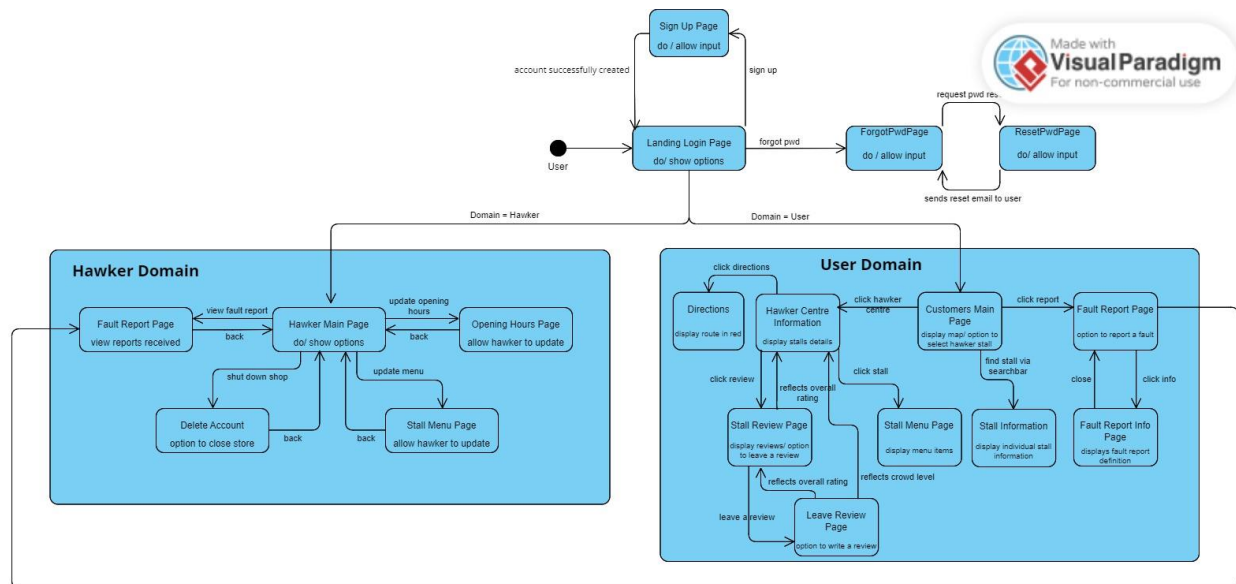 Sign Up Page
do / allow input
Made with
Visual Paradigm
For non-commercial use
account successfully created
sign up
request pwd
Landing Login Page
do/ show options
forgot pwd
ForgotPwdPage
do / allow input
ResetPwdPage
do/ allow input
User
sends reset email to user
Domain = Hawker
Domain = User
Hawker Domain
view fault report
update opening
hours
Fault Report Page
view reports received
back
Hawker Main Page
do/ show options
back
Opening Hours Page
allow hawker to update
shut down shop
update menu
Delete Account
option to close store
back
back
Stall Menu Page
allow hawker to update
User Domain
click directions
Directions
display route in red
Hawker Centre
Information
display stalls details
click hawker
centre
Customers Main
Page
display map/ option to
select hawker stall
click report
Fault Report Page
option to report a fault
click review
reflects overall
rating
click stall
find stall via
searchbar
close
click info
Stall Review Page
display reviews/ option
to leave a review
Stall Menu Page
display menu items
Stall Information
display individual stall
information
Fault Report Info
Page
displays fault report
definition
reflects overall rating
reflects crowd level
leave a review
Leave Review
Page
option to write a review